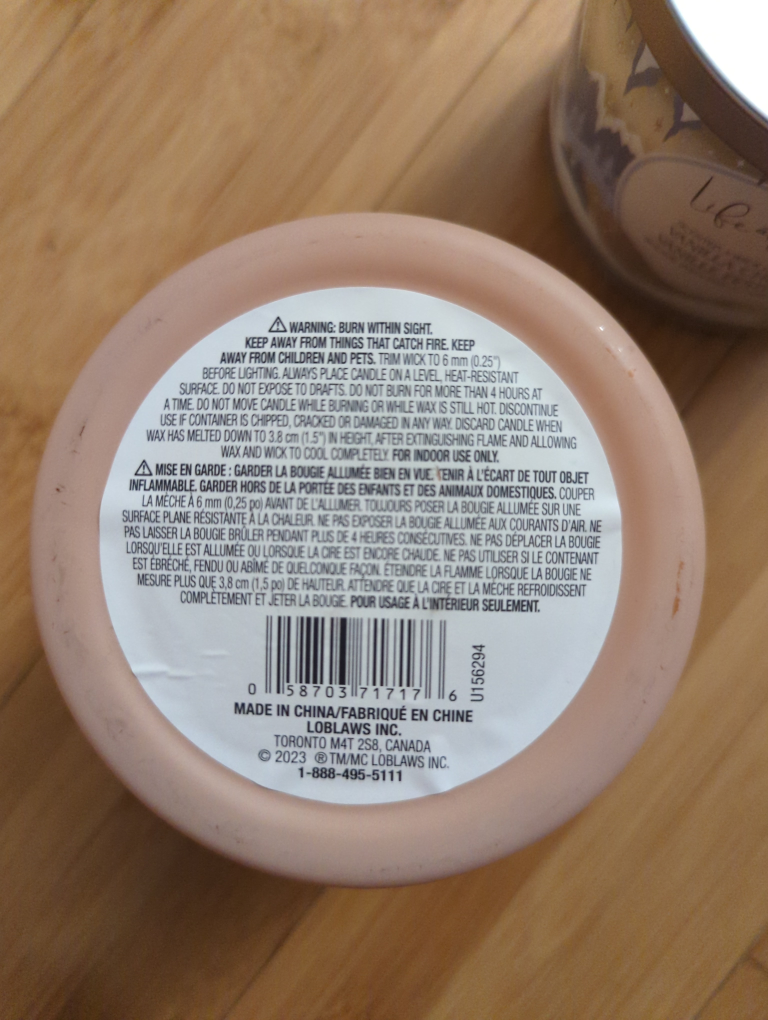 ⚠ WARNING: BURN WITHIN SIGHT.
KEEP AWAY FROM THINGS THAT CATCH FIRE. KEEP
AWAY FROM CHILDREN AND PETS. TRIM WICK TO 6 mm (0.25")
BEFORE LIGHTING. ALWAYS PLACE CANDLE ON A LEVEL, HEAT-RESISTANT
SURFACE. DO NOT EXPOSE TO DRAFTS. DO NOT BURN FOR MORE THAN 4 HOURS AT
A TIME. DO NOT MOVE CANDLE WHILE BURNING OR WHILE WAX IS STILL HOT. DISCONTINUE
USE IF CONTAINER IS CHIPPED, CRACKED OR DAMAGED IN ANY WAY. DISCARD CANDLE WHEN
WAX HAS MELTED DOWN TO 3.8 cm (1.5") IN HEIGHT, AFTER EXTINGUISHING FLAME AND ALLOWING
WAX AND WICK TO COOL COMPLETELY. FOR INDOOR USE ONLY.
⚠ MISE EN GARDE : GARDER LA BOUGIE ALLUMÉE BIEN EN VUE. TENIR À L'ÉCART DE TOUT OBJET
INFLAMMABLE. GARDER HORS DE LA PORTÉE DES ENFANTS ET DES ANIMAUX DOMESTIQUES. COUPER
LA MÈCHE À 6 mm (0,25 po) AVANT DE L'ALLUMER. TOUJOURS POSER LA BOUGIE ALLUMÉE SUR UNE
SURFACE PLANE RÉSISTANTE À LA CHALEUR. NE PAS EXPOSER LA BOUGIE ALLUMÉE AUX COURANTS D'AIR. NE
PAS LAISSER LA BOUGIE BRÛLER PENDANT PLUS DE 4 HEURES CONSÉCUTIVES. NE PAS DÉPLACER LA BOUGIE
LORSQU'ELLE EST ALLUMÉE OU LORSQUE LA CIRE EST ENCORE CHAUDE. NE PAS UTILISER SI LE CONTENANT
EST ÉBRÉCHÉ, FENDU OU ABÎMÉ DE QUELCONQUE FAÇON. ÉTEINDRE LA FLAMME LORSQUE LA BOUGIE NE
MESURE PLUS QUE 3,8 cm (1,5 po) DE HAUTEUR. ATTENDRE QUE LA CIRE ET LA MÈCHE REFROIDISSENT
COMPLÈTEMENT ET JETER LA BOUGIE. POUR USAGE À L'INTÉRIEUR SEULEMENT.
0 58703 71717 6
U156294
MADE IN CHINA/FABRIQUÉ EN CHINE
LOBLAWS INC.
TORONTO M4T 2S8, CANADA
© 2023 ®TM/MC LOBLAWS INC.
1-888-495-5111
Life